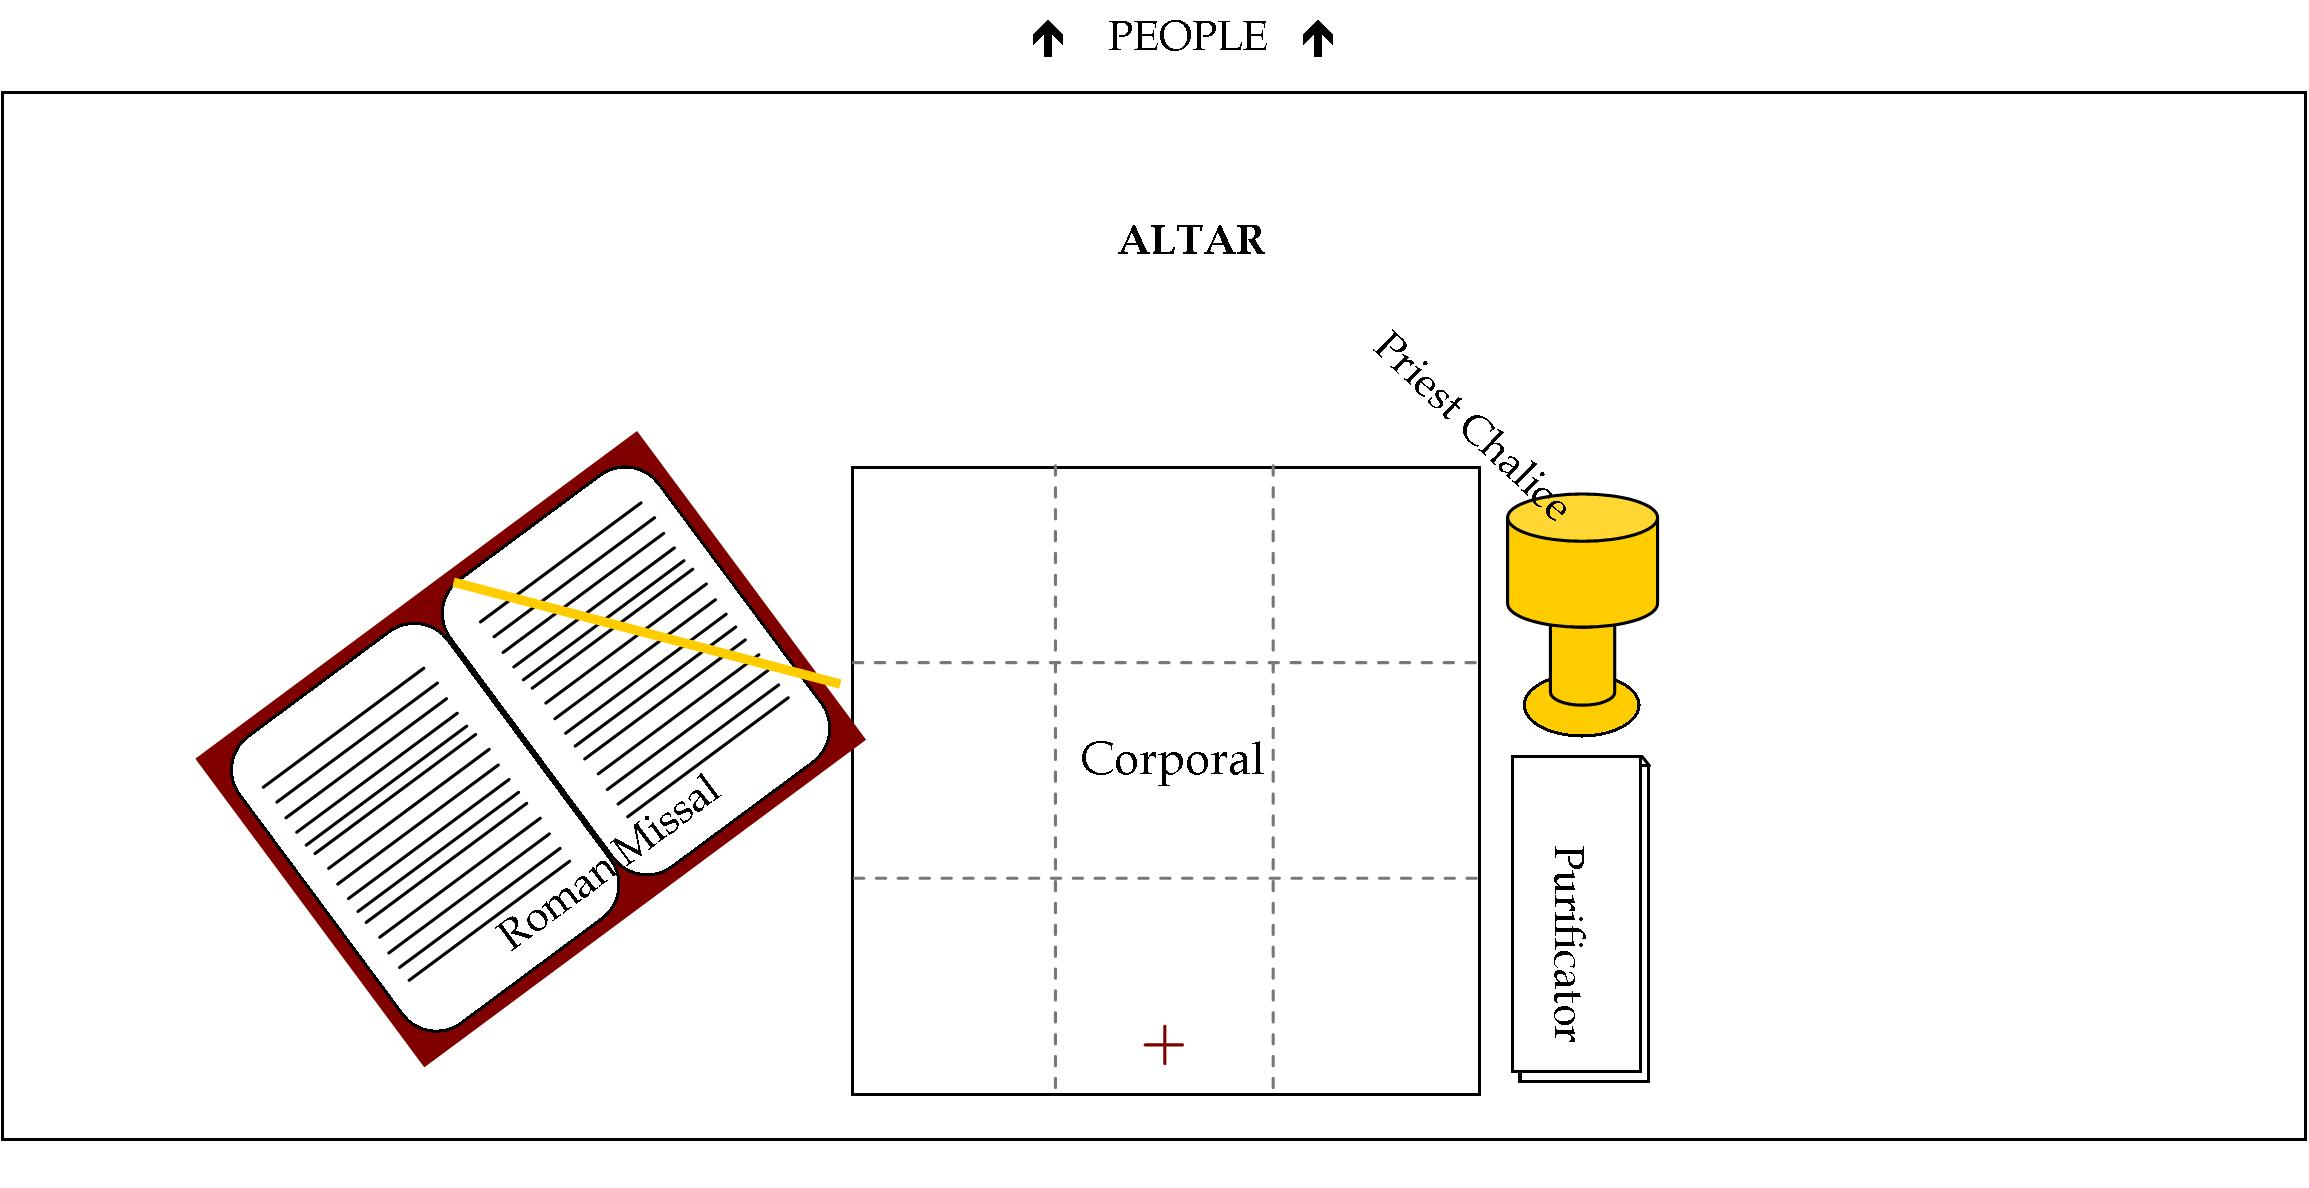 PEOPLE
ALTAR
Priest Chalice
Roman Missal
Corporal
Purificator